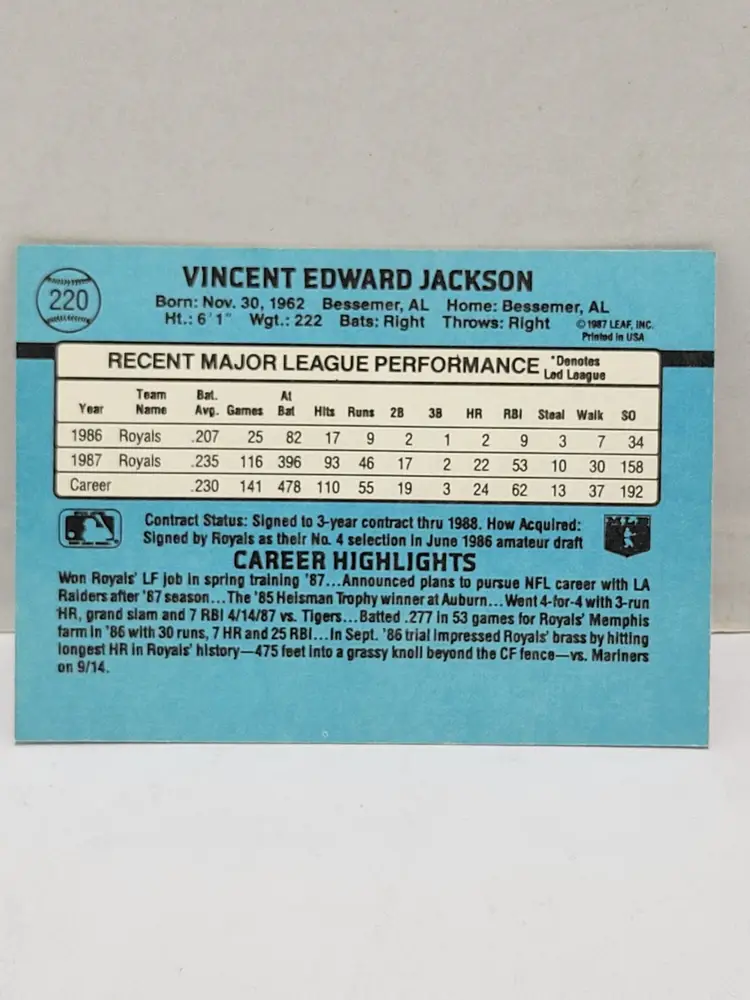 220
VINCENT EDWARD JACKSON
Born: Nov. 30, 1962 Bessemer, AL Home: Bessemer, AL
Ht.: 6'1" Wgt.: 222 Bats: Right Throws: Right ©1987 LEAF, INC.
Printed in USA
RECENT MAJOR LEAGUE PERFORMANCE *Denotes
Led League
Year Team Name Bat. Avg. Games At Bat Hits Runs 2B 3B HR RBI Steal Walk SO
1986 Royals .207 25 82 17 9 2 1 2 9 3 7 34
1987 Royals .235 116 396 93 46 17 2 22 53 10 30 158
Career .230 141 478 110 55 19 3 24 62 13 37 192
Contract Status: Signed to 3-year contract thru 1988. How Acquired:
Signed by Royals as their No. 4 selection in June 1986 amateur draft
CAREER HIGHLIGHTS
Won Royals' LF job in spring training '87...Announced plans to pursue NFL career with LA
Raiders after '87 season...The '85 Heisman Trophy winner at Auburn...Went 4-for-4 with 3-run
HR, grand slam and 7 RBI 4/14/87 vs. Tigers...Batted .277 in 53 games for Royals' Memphis
farm in '86 with 30 runs, 7 HR and 25 RBI...In Sept. '86 trial impressed Royals' brass by hitting
longest HR in Royals' history—475 feet into a grassy knoll beyond the CF fence—vs. Mariners
on 9/14.